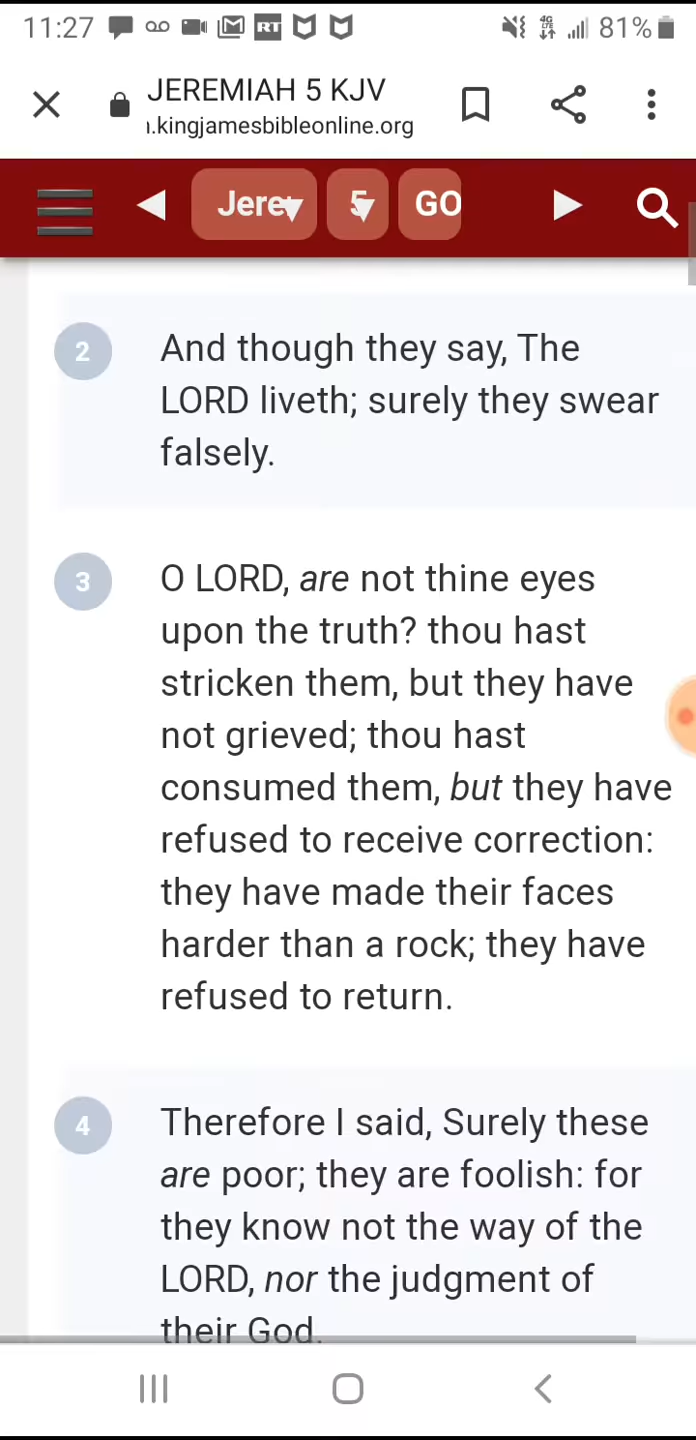 11:27 RT 4G LTE 81%
JEREMIAH 5 KJV
.kingjamesbibleonline.org
Jere 5 GO
2 And though they say, The
LORD liveth; surely they swear
falsely.
3 O LORD, are not thine eyes
upon the truth? thou hast
stricken them, but they have
not grieved; thou hast
consumed them, but they have
refused to receive correction:
they have made their faces
harder than a rock; they have
refused to return.
4 Therefore I said, Surely these
are poor; they are foolish: for
they know not the way of the
LORD, nor the judgment of
their God.